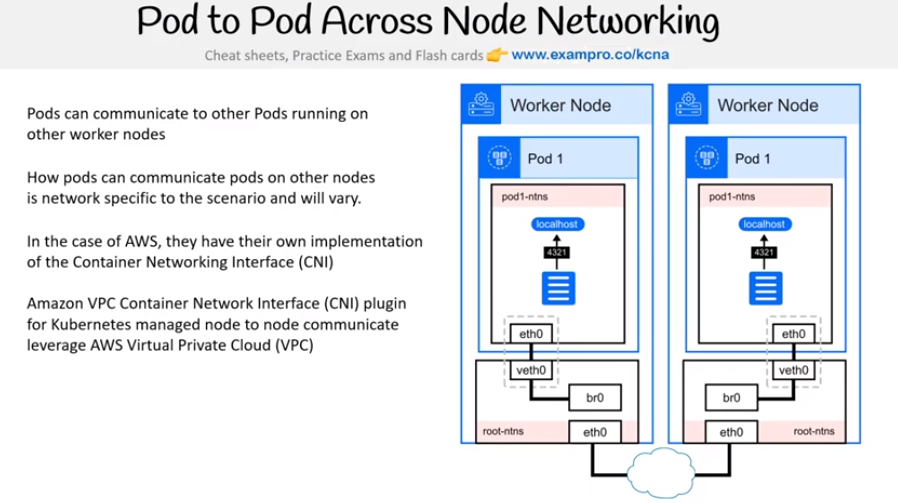 Pod to Pod Across Node Networking
Cheat sheets, Practice Exams and Flash cards 👉 www.exampro.co/kcna
Pods can communicate to other Pods running on
other worker nodes
How pods can communicate pods on other nodes
is network specific to the scenario and will vary.
In the case of AWS, they have their own implementation
of the Container Networking Interface (CNI)
Amazon VPC Container Network Interface (CNI) plugin
for Kubernetes managed node to node communicate
leverage AWS Virtual Private Cloud (VPC)
Worker Node
Pod 1
pod1-ntns
localhost
4321
eth0
veth0
br0
root-ntns
eth0
Worker Node
Pod 1
pod1-ntns
localhost
4321
eth0
veth0
br0
eth0
root-ntns